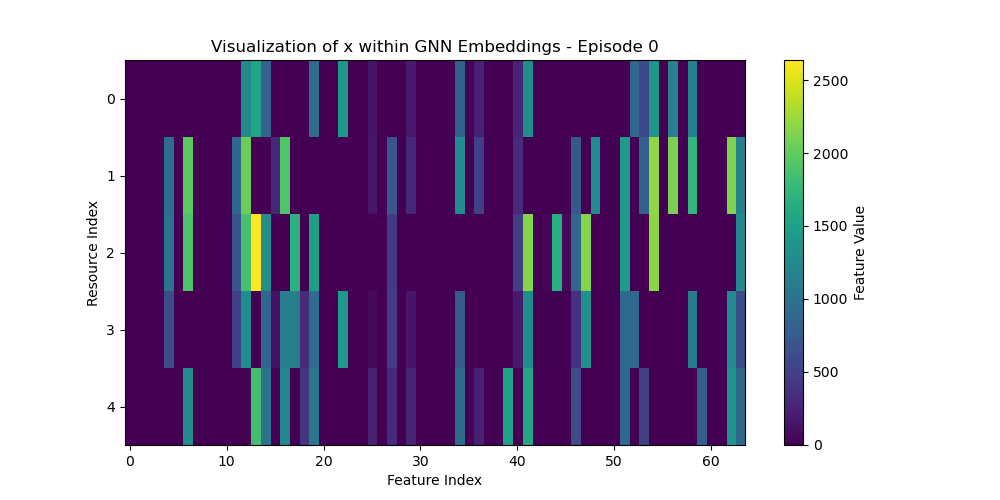 Visualization of x within GNN Embeddings - Episode 0
Resource Index
0
1
2
3
4
0 10 20 30 40 50 60
Feature Index
2500
2000
1500
1000
500
0
Feature Value